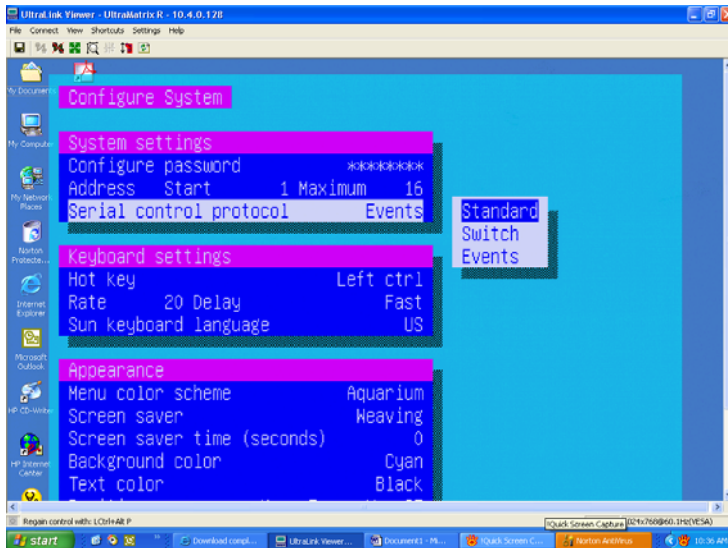 UltraLink Viewer - UltraMatrix R - 10.4.0.128
File Connect View Shortcuts Settings Help
My Documents
Configure System
My Computer
System settings
Configure password ********
Address Start 1 Maximum 16
Serial control protocol Events
Standard
Switch
Events
My Network Places
Norton Protecte...
Keyboard settings
Hot key Left ctrl
Rate 20 Delay Fast
Sun keyboard language US
Internet Explorer
Microsoft Outlook
Appearance
Menu color scheme Aquarium
Screen saver Weaving
Screen saver time (seconds) 0
Background color Cyan
Text color Black
HP CD-Writer
HP Internet Center
Regain control with: LCtrl+Alt P
!Quick Screen Capture
024x768@60.1Hz(VESA)
start
Download compl...
UltraLink Viewer...
Document1 - Mi...
!Quick Screen C...
Norton AntiVirus
10:36 AM